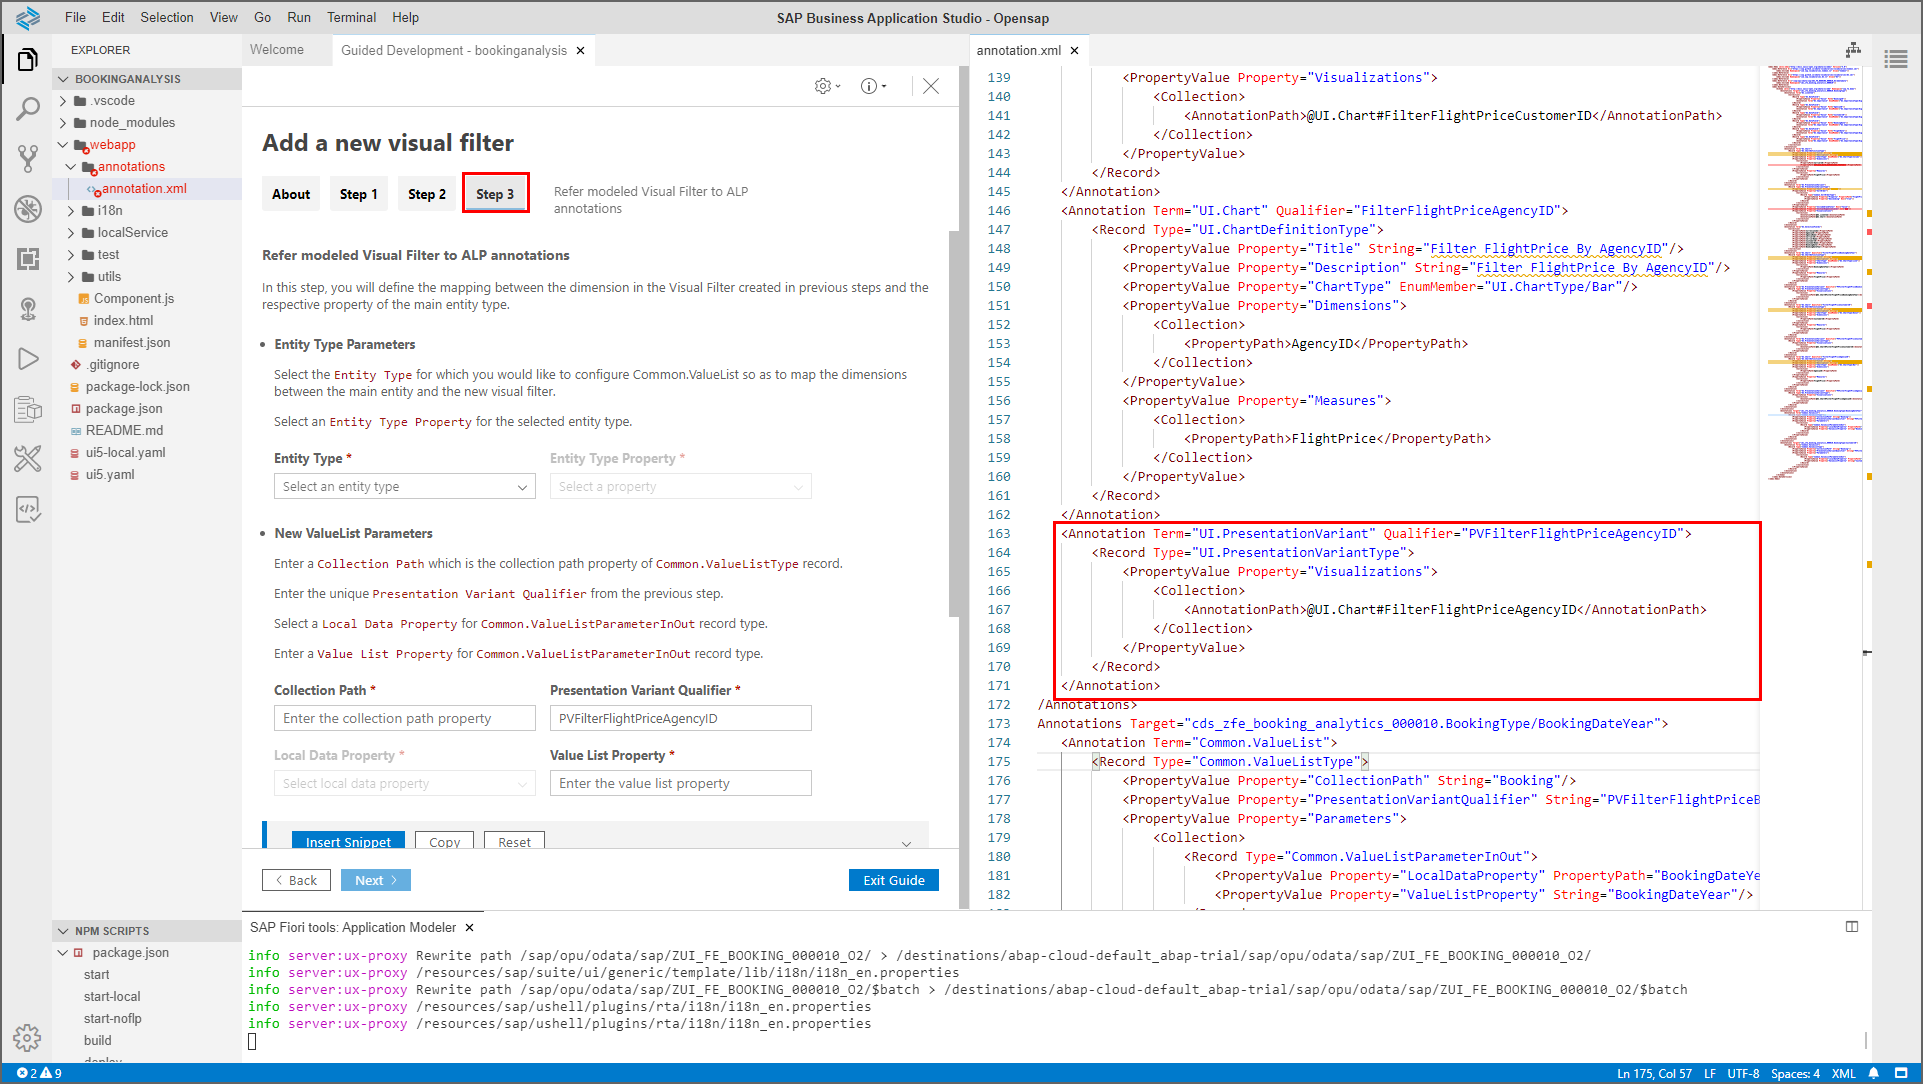 File Edit Selection View Go Run Terminal Help
SAP Business Application Studio - Opensap
EXPLORER
BOOKINGANALYSIS
.vscode
node_modules
webapp
annotations
annotation.xml
i18n
localService
test
utils
Component.js
index.html
manifest.json
.gitignore
package-lock.json
package.json
README.md
ui5-local.yaml
ui5.yaml
NPM SCRIPTS
package.json
start
start-local
start-noflp
build
deploy
Welcome
Guided Development - bookinganalysis
Add a new visual filter
About
Step 1
Step 2
Step 3
Refer modeled Visual Filter to ALP
annotations
Refer modeled Visual Filter to ALP annotations
In this step, you will define the mapping between the dimension in the Visual Filter created in previous steps and the
respective property of the main entity type.
• Entity Type Parameters
Select the Entity Type for which you would like to configure Common.ValueList so as to map the dimensions
between the main entity and the new visual filter.
Select an Entity Type Property for the selected entity type.
Entity Type * Entity Type Property *
Select an entity type Select a property
• New ValueList Parameters
Enter a Collection Path which is the collection path property of Common.ValueListType record.
Enter the unique Presentation Variant Qualifier from the previous step.
Select a Local Data Property for Common.ValueListParameterInOut record type.
Enter a Value List Property for Common.ValueListParameterInOut record type.
Collection Path * Presentation Variant Qualifier *
Enter the collection path property PVFilterFlightPriceAgencyID
Local Data Property * Value List Property *
Select local data property Enter the value list property
Insert Snippet Copy Reset
< Back Next > Exit Guide
annotation.xml
139 <PropertyValue Property="Visualizations">
140 <Collection>
141 <AnnotationPath>@UI.Chart#FilterFlightPriceCustomerID</AnnotationPath>
142 </Collection>
143 </PropertyValue>
144 </Record>
145 </Annotation>
146 <Annotation Term="UI.Chart" Qualifier="FilterFlightPriceAgencyID">
147 <Record Type="UI.ChartDefinitionType">
148 <PropertyValue Property="Title" String="Filter FlightPrice By AgencyID"/>
149 <PropertyValue Property="Description" String="Filter FlightPrice By AgencyID"/>
150 <PropertyValue Property="ChartType" EnumMember="UI.ChartType/Bar"/>
151 <PropertyValue Property="Dimensions">
152 <Collection>
153 <PropertyPath>AgencyID</PropertyPath>
154 </Collection>
155 </PropertyValue>
156 <PropertyValue Property="Measures">
157 <Collection>
158 <PropertyPath>FlightPrice</PropertyPath>
159 </Collection>
160 </PropertyValue>
161 </Record>
162 </Annotation>
163 <Annotation Term="UI.PresentationVariant" Qualifier="PVFilterFlightPriceAgencyID">
164 <Record Type="UI.PresentationVariantType">
165 <PropertyValue Property="Visualizations">
166 <Collection>
167 <AnnotationPath>@UI.Chart#FilterFlightPriceAgencyID</AnnotationPath>
168 </Collection>
169 </PropertyValue>
170 </Record>
171 </Annotation>
172 /Annotations>
173 Annotations Target="cds_zfe_booking_analytics_000010.BookingType/BookingDateYear">
174 <Annotation Term="Common.ValueList">
175 <Record Type="Common.ValueListType">
176 <PropertyValue Property="CollectionPath" String="Booking"/>
177 <PropertyValue Property="PresentationVariantQualifier" String="PVFilterFlightPriceB
178 <PropertyValue Property="Parameters">
179 <Collection>
180 <Record Type="Common.ValueListParameterInOut">
181 <PropertyValue Property="LocalDataProperty" PropertyPath="BookingDateYe
182 <PropertyValue Property="ValueListProperty" String="BookingDateYear"/>
SAP Fiori tools: Application Modeler
info server:ux-proxy Rewrite path /sap/opu/odata/sap/ZUI_FE_BOOKING_000010_O2/ > /destinations/abap-cloud-default_abap-trial/sap/opu/odata/sap/ZUI_FE_BOOKING_000010_O2/
info server:ux-proxy /resources/sap/suite/ui/generic/template/lib/i18n/i18n_en.properties
info server:ux-proxy Rewrite path /sap/opu/odata/sap/ZUI_FE_BOOKING_000010_O2/$batch > /destinations/abap-cloud-default_abap-trial/sap/opu/odata/sap/ZUI_FE_BOOKING_000010_O2/$batch
info server:ux-proxy /resources/sap/ushell/plugins/rta/i18n/i18n_en.properties
info server:ux-proxy /resources/sap/ushell/plugins/rta/i18n/i18n_en.properties
2 9
Ln 175, Col 57 LF UTF-8 Spaces: 4 XML